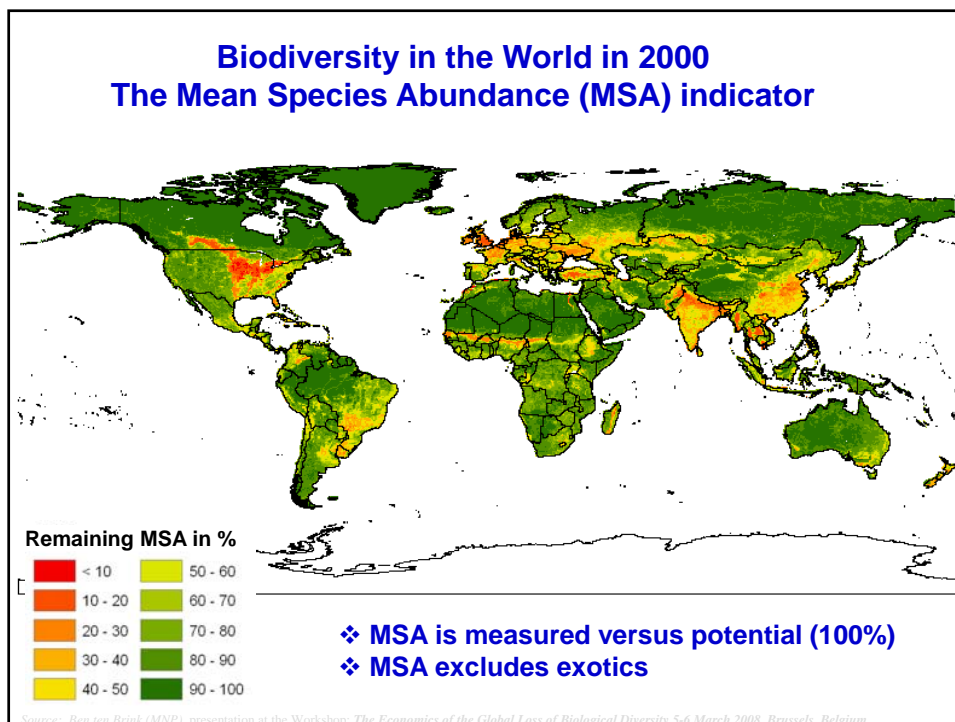 Biodiversity in the World in 2000
The Mean Species Abundance (MSA) indicator
Remaining MSA in %
< 10
10 - 20
20 - 30
30 - 40
40 - 50
50 - 60
60 - 70
70 - 80
80 - 90
90 - 100
❖ MSA is measured versus potential (100%)
❖ MSA excludes exotics
Source: Ben ten Brink (MNP) presentation at the Workshop: The Economics of the Global Loss of Biological Diversity 5-6 March 2008, Brussels, Belgium